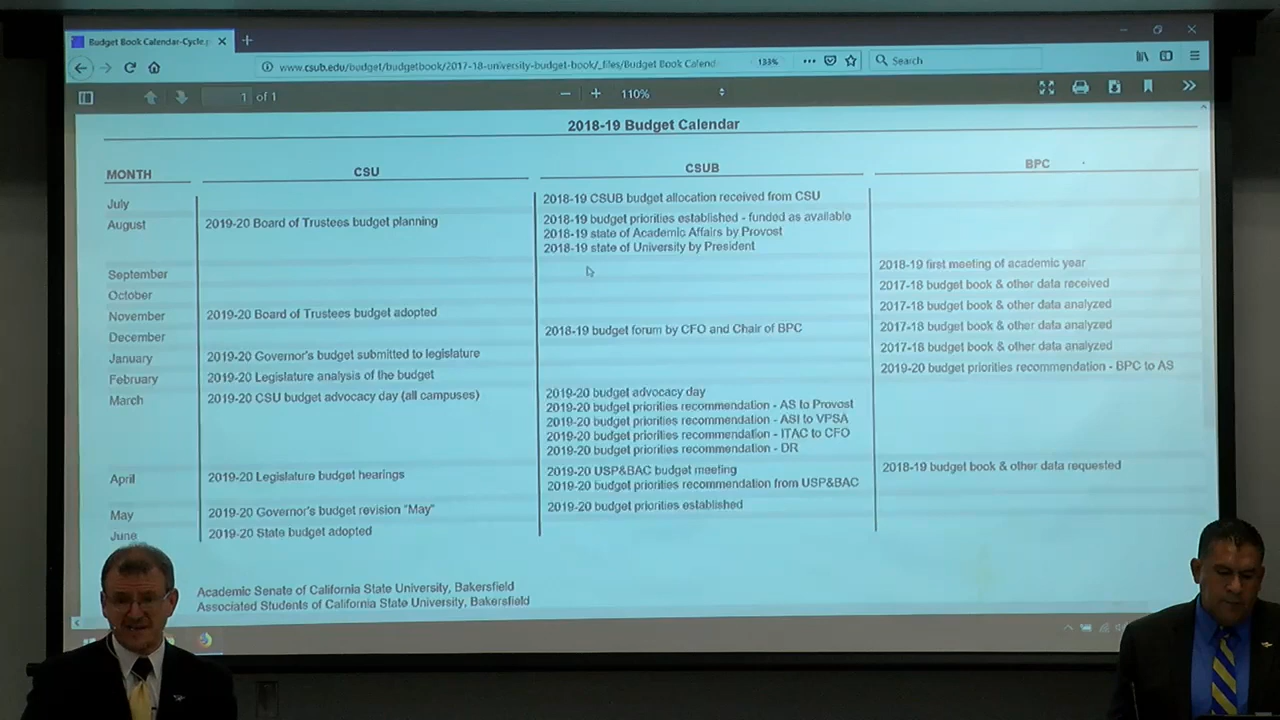 Budget Book Calendar-Cycle
www.csub.edu/budget/budgetbook/2017-18-university-budget-book/_files/Budget Book Calend
133%
Search
1 of 1
110%
2018-19 Budget Calendar
MONTH CSU CSUB BPC
July 2018-19 CSUB budget allocation received from CSU
August 2019-20 Board of Trustees budget planning 2018-19 budget priorities established - funded as available
2018-19 state of Academic Affairs by Provost
2018-19 state of University by President
September 2018-19 first meeting of academic year
October 2017-18 budget book & other data received
November 2019-20 Board of Trustees budget adopted 2017-18 budget book & other data analyzed
December 2018-19 budget forum by CFO and Chair of BPC 2017-18 budget book & other data analyzed
January 2019-20 Governor's budget submitted to legislature 2017-18 budget book & other data analyzed
February 2019-20 Legislature analysis of the budget 2019-20 budget priorities recommendation - BPC to AS
March 2019-20 CSU budget advocacy day (all campuses) 2019-20 budget advocacy day
2019-20 budget priorities recommendation - AS to Provost
2019-20 budget priorities recommendation - ASI to VPSA
2019-20 budget priorities recommendation - ITAC to CFO
2019-20 budget priorities recommendation - DR
April 2019-20 Legislature budget hearings 2019-20 USP&BAC budget meeting 2018-19 budget book & other data requested
2019-20 budget priorities recommendation from USP&BAC
May 2019-20 Governor's budget revision "May" 2019-20 budget priorities established
June 2019-20 State budget adopted
Academic Senate of California State University, Bakersfield
Associated Students of California State University, Bakersfield